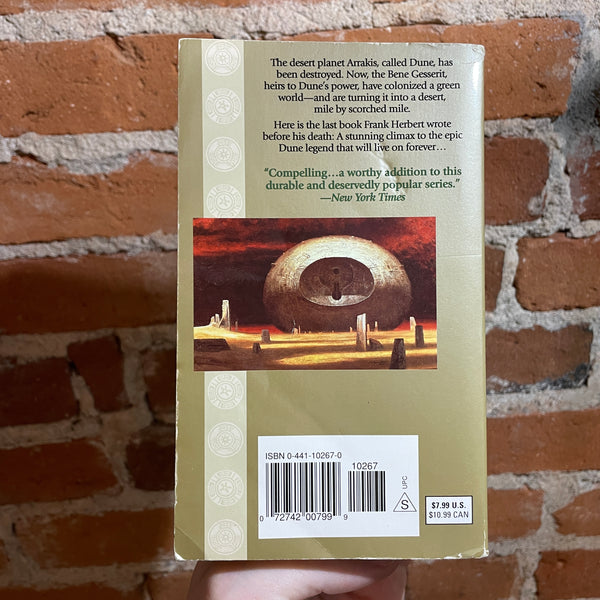 The desert planet Arrakis, called Dune, has
been destroyed. Now, the Bene Gesserit,
heirs to Dune's power, have colonized a green
world—and are turning it into a desert,
mile by scorched mile.
Here is the last book Frank Herbert wrote
before his death: A stunning climax to the epic
Dune legend that will live on forever…
"Compelling…a worthy addition to this
durable and deservedly popular series."
—New York Times
ISBN 0-441-10267-0
10267
0 72742 00799 9
S
UPC
$7.99 U.S.
$10.99 CAN